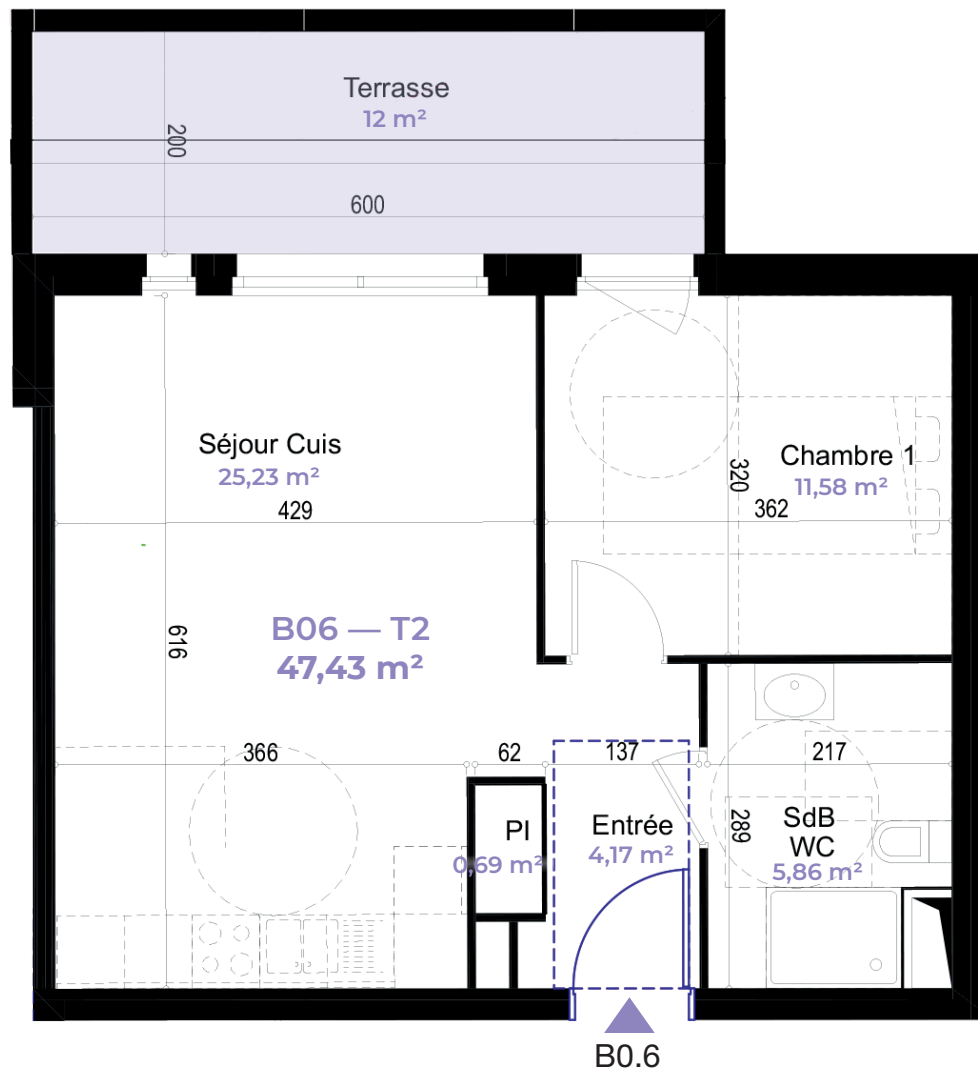 Terrasse
12 m²
200
600
Séjour Cuis
25,23 m²
429
Chambre 1
11,58 m²
320
362
616
B06 — T2
47,43 m²
366
62
137
217
Pl
0,69 m²
Entrée
4,17 m²
289
SdB
WC
5,86 m²
B0.6